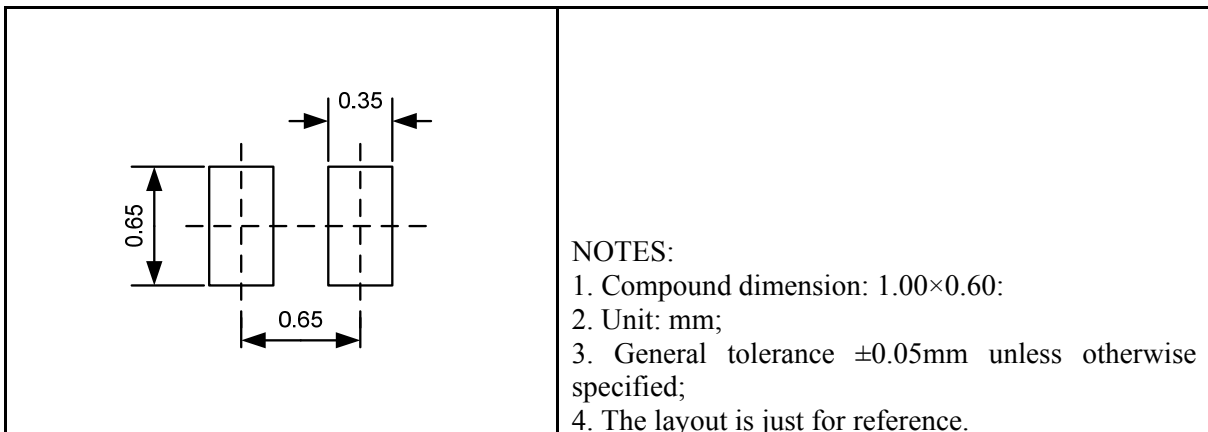 0.35
0.65
0.65
NOTES:
1. Compound dimension: 1.00×0.60:
2. Unit: mm;
3. General tolerance ±0.05mm unless otherwise
specified;
4. The layout is just for reference.